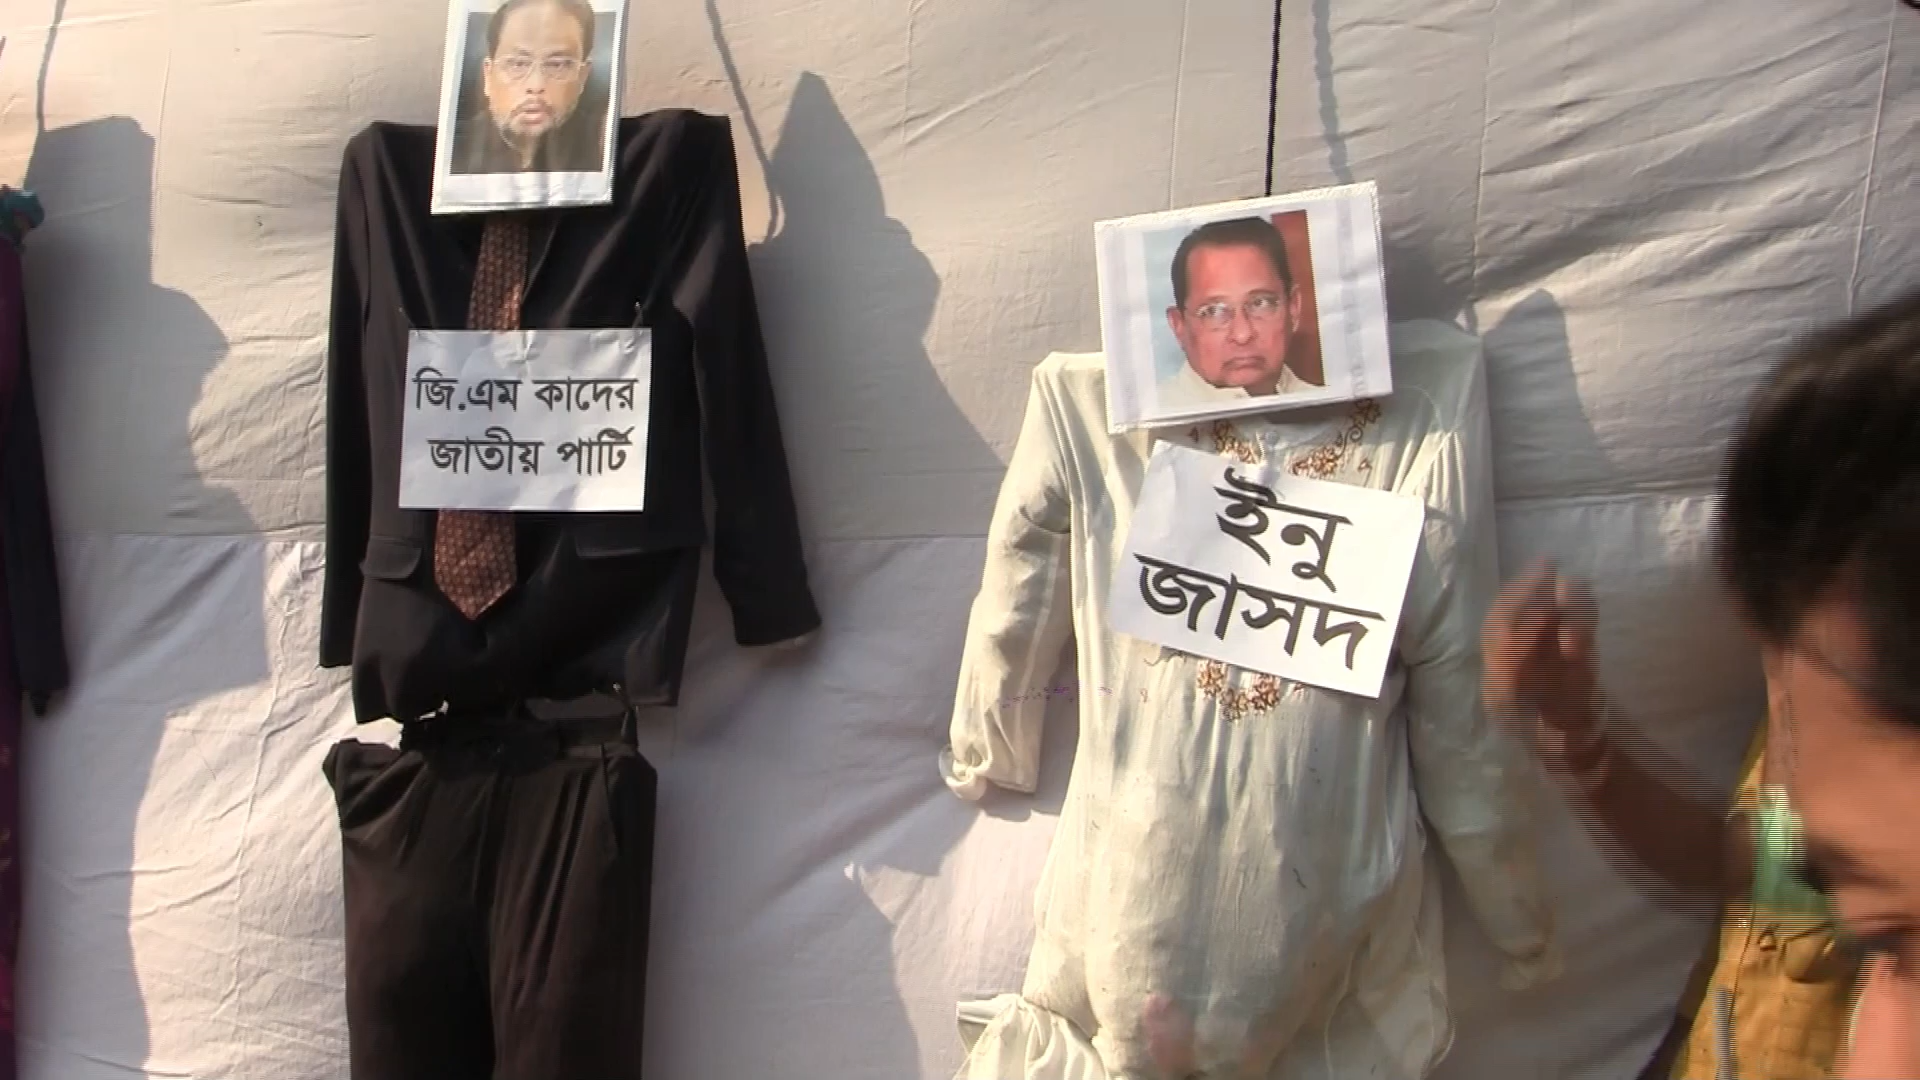 জি.এম কাদের
জাতীয় পার্টি
ইনু
জাসদ